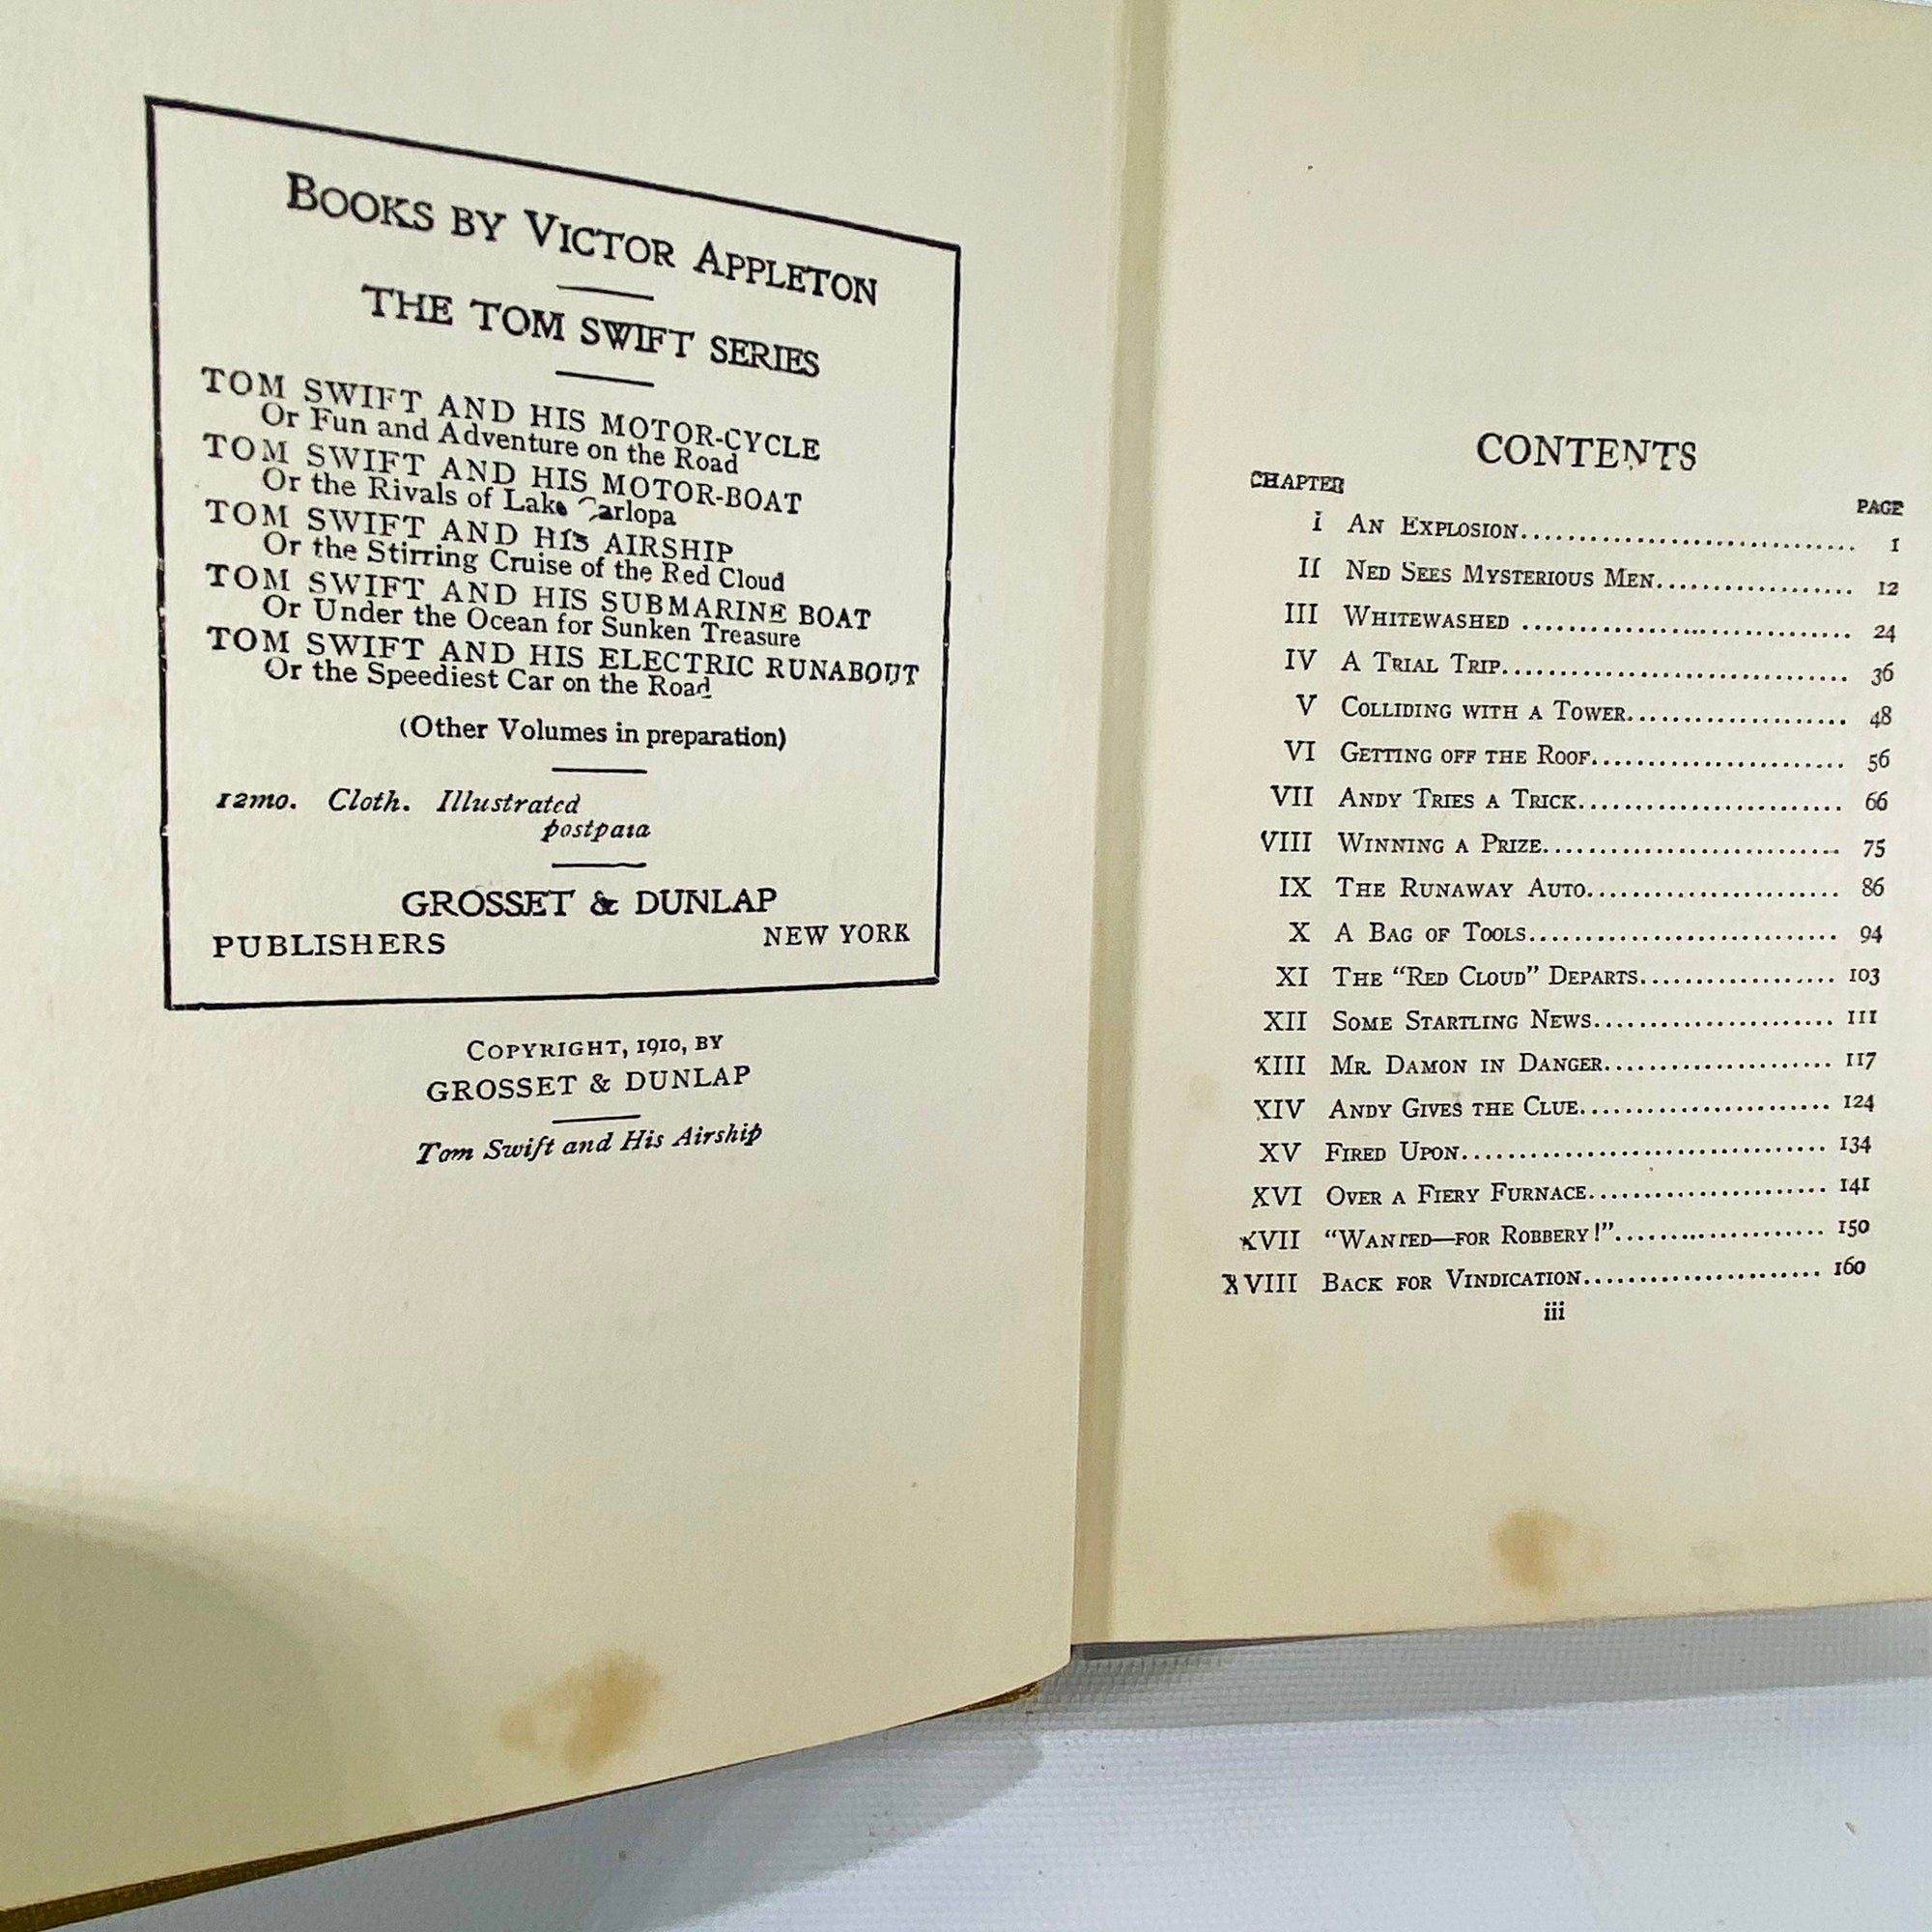 BOOKS BY VICTOR APPLETON
THE TOM SWIFT SERIES
TOM SWIFT AND HIS MOTOR-CYCLE
Or Fun and Adventure on the Road
TOM SWIFT AND HIS MOTOR-BOAT
Or the Rivals of Lake Carlopa
TOM SWIFT AND HIS AIRSHIP
Or the Stirring Cruise of the Red Cloud
TOM SWIFT AND HIS SUBMARINE BOAT
Or Under the Ocean for Sunken Treasure
TOM SWIFT AND HIS ELECTRIC RUNABOUT
Or the Speediest Car on the Road
(Other Volumes in preparation)
12mo. Cloth. Illustrated
postpaid
GROSSET & DUNLAP
PUBLISHERS NEW YORK
COPYRIGHT, 1910, BY
GROSSET & DUNLAP
Tom Swift and His Airship
CONTENTS
CHAPTER PAGE
I AN EXPLOSION.................................. 1
II NED SEES MYSTERIOUS MEN.................. 12
III WHITEWASHED .................................. 24
IV A TRIAL TRIP.................................. 36
V COLLIDING WITH A TOWER..................... 48
VI GETTING OFF THE ROOF........................ 56
VII ANDY TRIES A TRICK.......................... 66
VIII WINNING A PRIZE............................. 75
IX THE RUNAWAY AUTO......................... 86
X A BAG OF TOOLS.............................. 94
XI THE "RED CLOUD" DEPARTS................... 103
XII SOME STARTLING NEWS....................... 111
XIII MR. DAMON IN DANGER...................... 117
XIV ANDY GIVES THE CLUE........................ 124
XV FIRED UPON................................... 134
XVI OVER A FIERY FURNACE....................... 141
XVII "WANTED—FOR ROBBERY!"..................... 150
XVIII BACK FOR VINDICATION....................... 160
iii